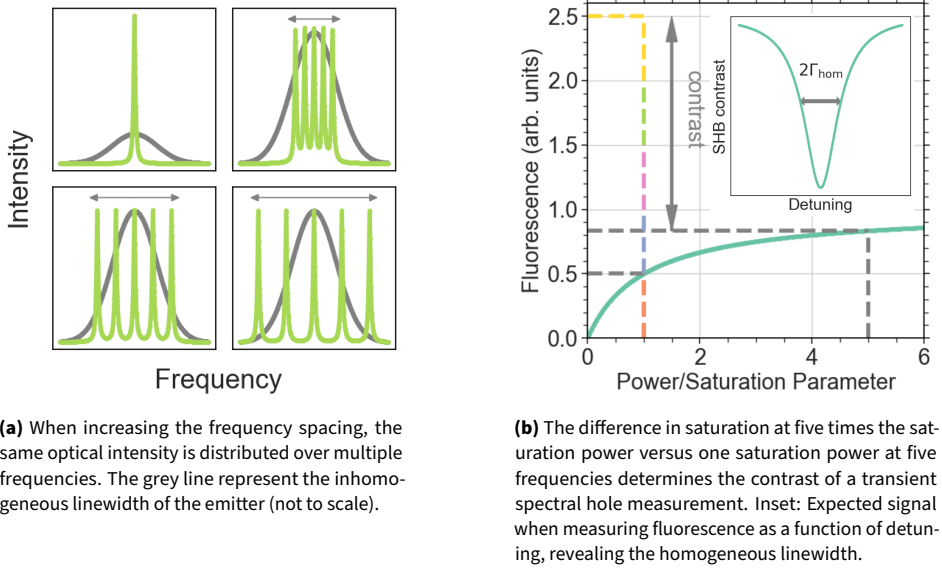 Intensity
Frequency
Fluorescence (arb. units)
2.5
2.0
1.5
1.0
0.5
0.0
0
2
4
6
Power/Saturation Parameter
contrast
SHB contrast
2Γhom
Detuning
(a) When increasing the frequency spacing, the
same optical intensity is distributed over multiple
frequencies. The grey line represent the inhomo-
geneous linewidth of the emitter (not to scale).
(b) The difference in saturation at five times the sat-
uration power versus one saturation power at five
frequencies determines the contrast of a transient
spectral hole measurement. Inset: Expected signal
when measuring fluorescence as a function of detun-
ing, revealing the homogeneous linewidth.